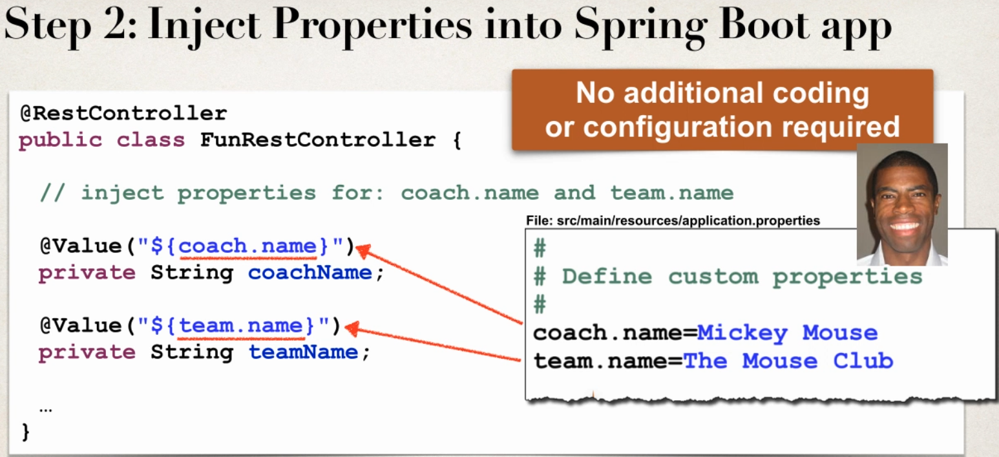 Step 2: Inject Properties into Spring Boot app
No additional coding
or configuration required
@RestController
public class FunRestController {
// inject properties for: coach.name and team.name
@Value("${coach.name}")
private String coachName;
@Value("${team.name}")
private String teamName;
...
}
File: src/main/resources/application.properties
#
# Define custom properties
#
coach.name=Mickey Mouse
team.name=The Mouse Club